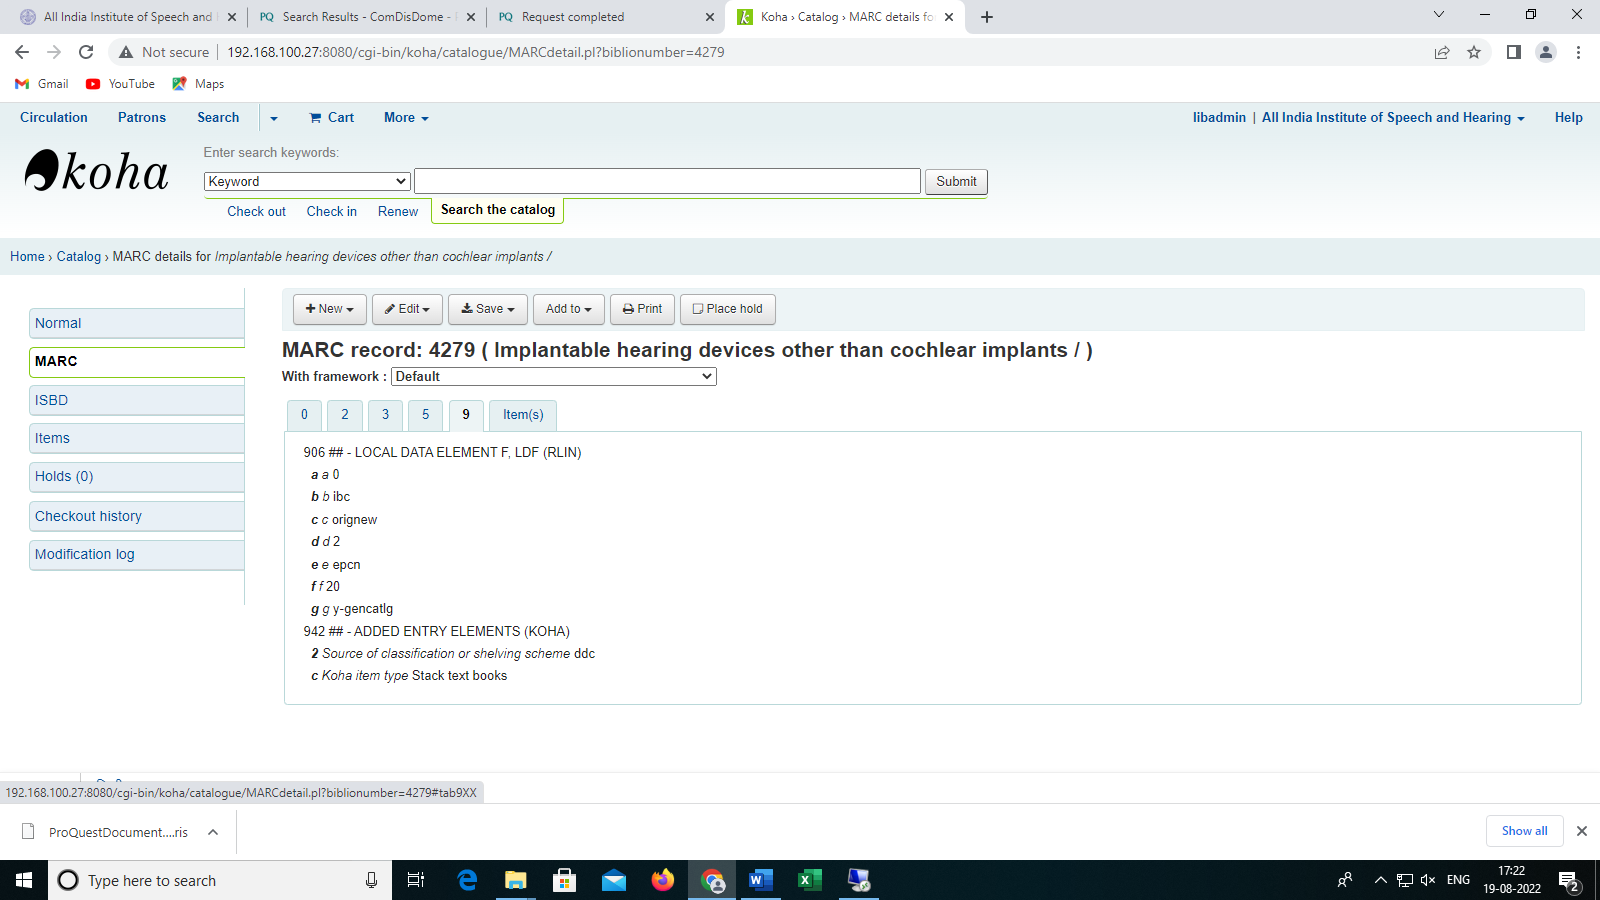 All India Institute of Speech and
Search Results - ComDisDome -
Request completed
Koha › Catalog › MARC details fo
Not secure
192.168.100.27:8080/cgi-bin/koha/catalogue/MARCdetail.pl?biblionumber=4279
Gmail YouTube Maps
Circulation Patrons Search Cart More libadmin | All India Institute of Speech and Hearing Help
koha
Enter search keywords:
Keyword Submit
Check out Check in Renew Search the catalog
Home › Catalog › MARC details for Implantable hearing devices other than cochlear implants /
Normal
MARC
ISBD
Items
Holds (0)
Checkout history
Modification log
New Edit Save Add to Print Place hold
MARC record: 4279 ( Implantable hearing devices other than cochlear implants / )
With framework : Default
0 2 3 5 9 Item(s)
906 ## - LOCAL DATA ELEMENT F, LDF (RLIN)
a a 0
b b ibc
c c orignew
d d 2
e e epcn
f f 20
g g y-gencatlg
942 ## - ADDED ENTRY ELEMENTS (KOHA)
2 Source of classification or shelving scheme ddc
c Koha item type Stack text books
192.168.100.27:8080/cgi-bin/koha/catalogue/MARCdetail.pl?biblionumber=4279#tab9XX
ProQuestDocument....ris
Show all
Type here to search
ENG
17:22
19-08-2022
2